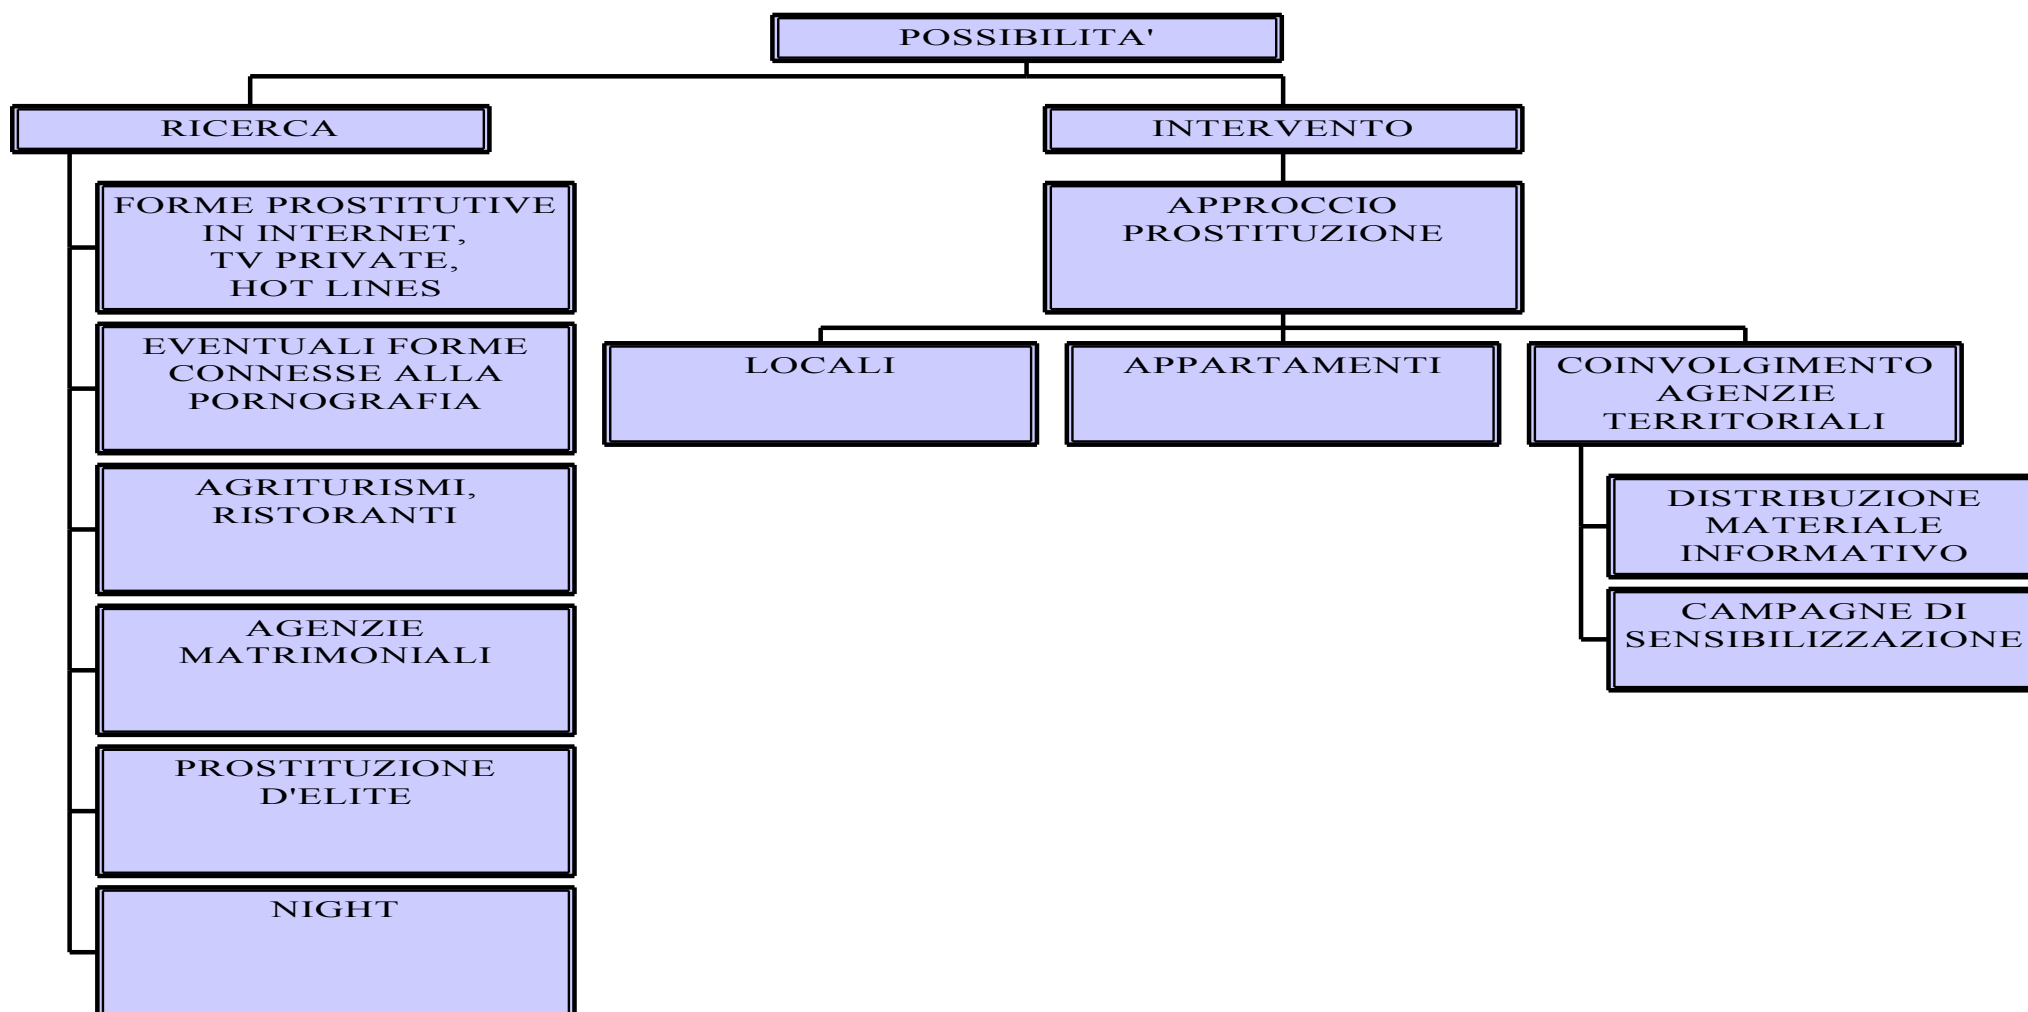 POSSIBILITA'
RICERCA
FORME PROSTITUTIVE
IN INTERNET,
TV PRIVATE,
HOT LINES
EVENTUALI FORME
CONNESSE ALLA
PORNOGRAFIA
AGRITURISMI,
RISTORANTI
AGENZIE
MATRIMONIALI
PROSTITUZIONE
D'ELITE
NIGHT
INTERVENTO
APPROCCIO
PROSTITUZIONE
LOCALI
APPARTAMENTI
COINVOLGIMENTO
AGENZIE
TERRITORIALI
DISTRIBUZIONE
MATERIALE
INFORMATIVO
CAMPAGNE DI
SENSIBILIZZAZIONE